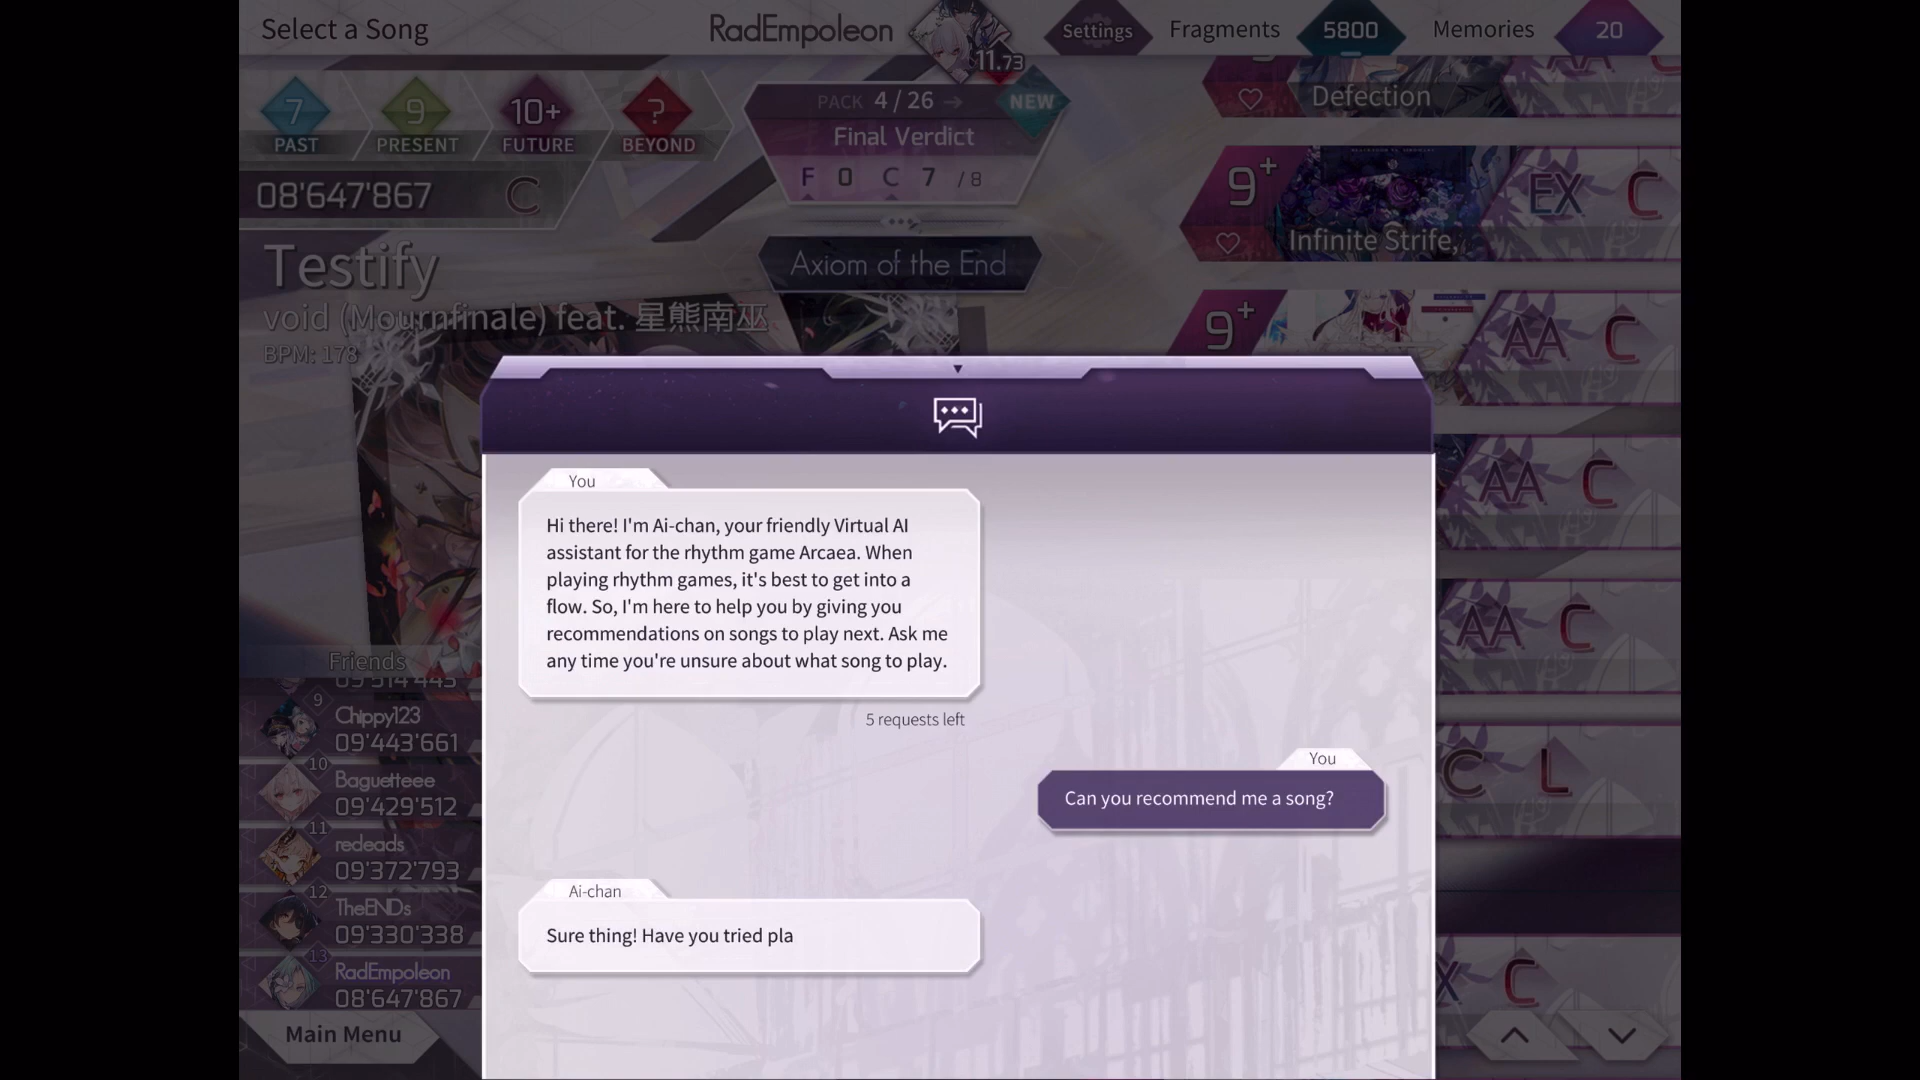 Select a Song
RadEmpoleon
11.73
Settings
Fragments
5800
Memories
20
7
PAST
9
PRESENT
10+
FUTURE
?
BEYOND
PACK 4 / 26 →
NEW
Final Verdict
F 0 C 7 / 8
Axiom of the End
08'647'867 C
Testify
void (Mournfinale) feat. 星熊南巫
BPM: 178
Defection
9+
Infinite Strife,
EX C
9+
AA C
AA C
AA C
C L
C
You
Hi there! I'm Ai-chan, your friendly Virtual AI
assistant for the rhythm game Arcaea. When
playing rhythm games, it's best to get into a
flow. So, I'm here to help you by giving you
recommendations on songs to play next. Ask me
any time you're unsure about what song to play.
5 requests left
You
Can you recommend me a song?
Ai-chan
Sure thing! Have you tried pla
Friends
9
Chippy123
09'443'661
10
Baguetteee
09'429'512
11
redeads
09'372'793
12
TheENDs
09'330'338
13
RadEmpoleon
08'647'867
Main Menu